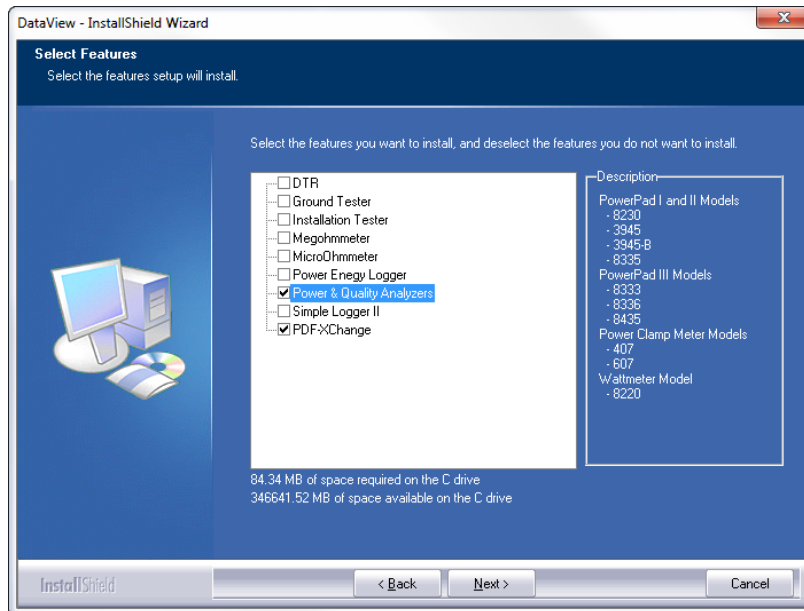 DataView - InstallShield Wizard
Select Features
Select the features setup will install.
Select the features you want to install, and deselect the features you do not want to install.
DTR
Ground Tester
Installation Tester
Megohmmeter
MicroOhmmeter
Power Enegy Logger
Power & Quality Analyzers
Simple Logger II
PDF-XChange
Description
PowerPad I and II Models
- 8230
- 3945
- 3945-B
- 8335
PowerPad III Models
- 8333
- 8336
- 8435
Power Clamp Meter Models
- 407
- 607
Wattmeter Model
- 8220
84.34 MB of space required on the C drive
346641.52 MB of space available on the C drive
InstallShield
< Back
Next >
Cancel